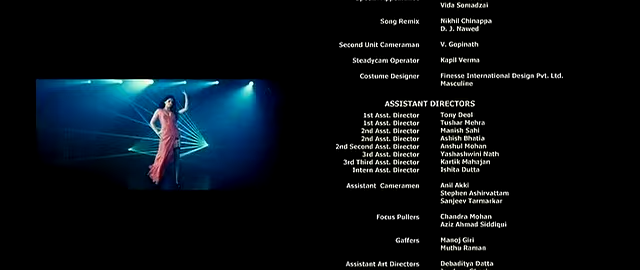 Vida Somadzai
Song Remix Nikhil Chinappa
D. J. Nawed
Second Unit Cameraman V. Gopinath
Steadycam Operator Kapil Verma
Costume Designer Finesse International Design Pvt. Ltd.
Masculine
ASSISTANT DIRECTORS
1st Asst. Director Tony Deol
1st Asst. Director Tushar Mehra
2nd Asst. Director Manish Sahi
2nd Asst. Director Ashish Bhatia
2nd Second Asst. Director Anshul Mohan
3rd Asst. Director Yashashwini Nath
3rd Third Asst. Director Kartik Mahajan
Intern Asst. Director Ishita Dutta
Assistant Cameramen Anil Akki
Stephen Ashirvattam
Sanjeev Tarmarkar
Focus Pullers Chandra Mohan
Aziz Ahmad Siddiqui
Gaffers Manoj Giri
Muthu Raman
Assistant Art Directors Debaditya Datta